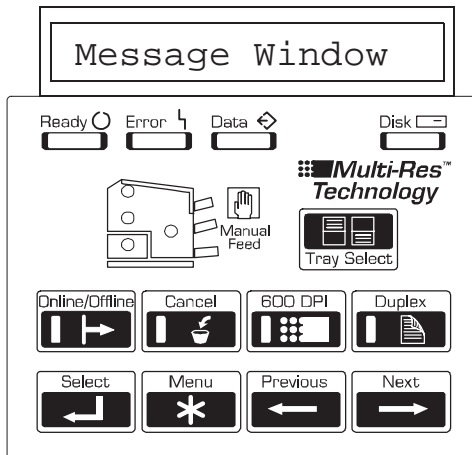 Message Window
Ready Error Data Disk
Multi-Res™
Technology
Manual
Feed
Tray Select
Online/Offline Cancel 600 DPI Duplex
Select Menu Previous Next